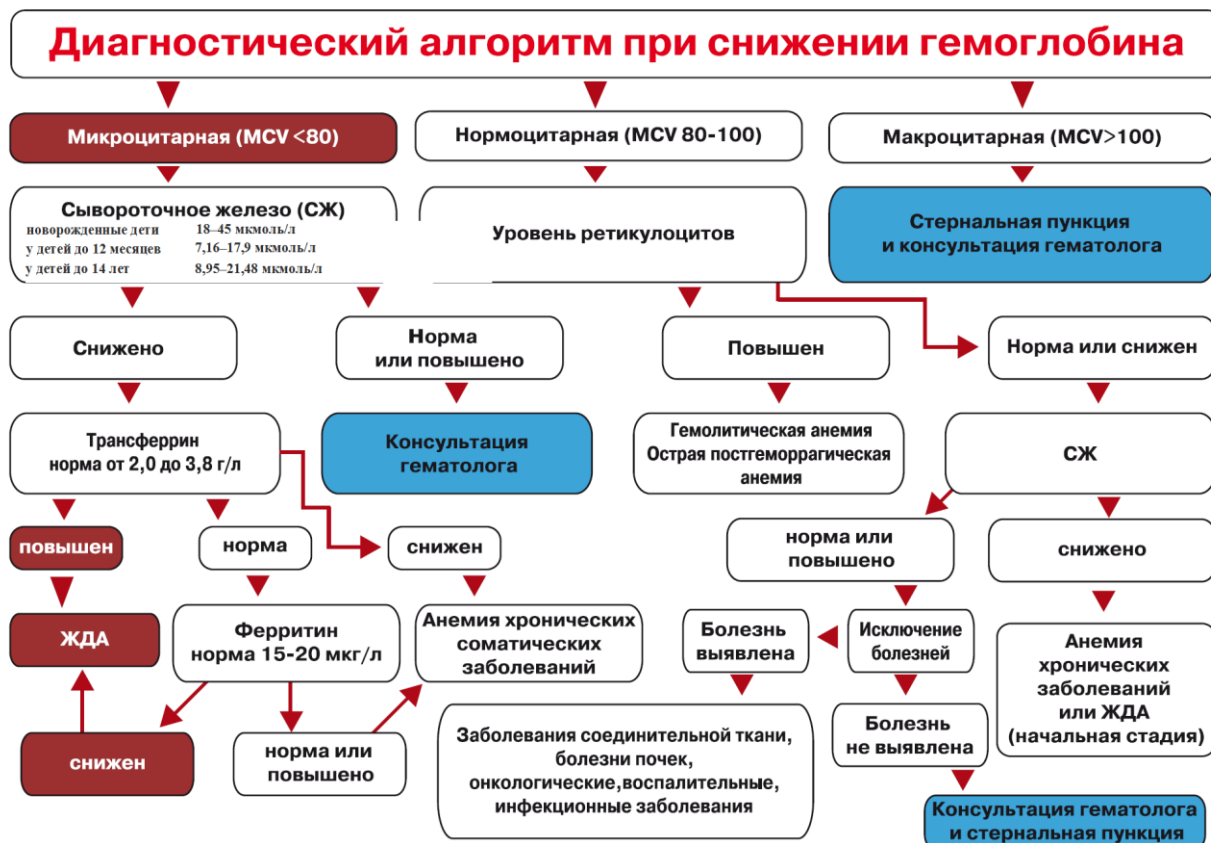 Диагностический алгоритм при снижении гемоглобина
Микроцитарная (MCV <80)
Нормоцитарная (MCV 80-100)
Макроцитарная (MCV>100)
Сывороточное железо (СЖ)
новорожденные дети 18–45 мкмоль/л
у детей до 12 месяцев 7,16–17,9 мкмоль/л
у детей до 14 лет 8,95–21,48 мкмоль/л
Уровень ретикулоцитов
Стернальная пункция
и консультация гематолога
Снижено
Норма
или повышено
Повышен
Норма или снижен
Трансферрин
норма от 2,0 до 3,8 г/л
Консультация
гематолога
Гемолитическая анемия
Острая постгеморрагическая
анемия
СЖ
повышен
норма
снижен
норма или
повышено
снижено
ЖДА
Ферритин
норма 15-20 мкг/л
Анемия хронических
соматических
заболеваний
Болезнь
выявлена
Исключение
болезней
Анемия
хронических
заболеваний
или ЖДА
(начальная стадия)
снижен
норма или
повышено
Заболевания соединительной ткани,
болезни почек,
онкологические,воспалительные,
инфекционные заболевания
Болезнь
не выявлена
Консультация гематолога
и стернальная пункция